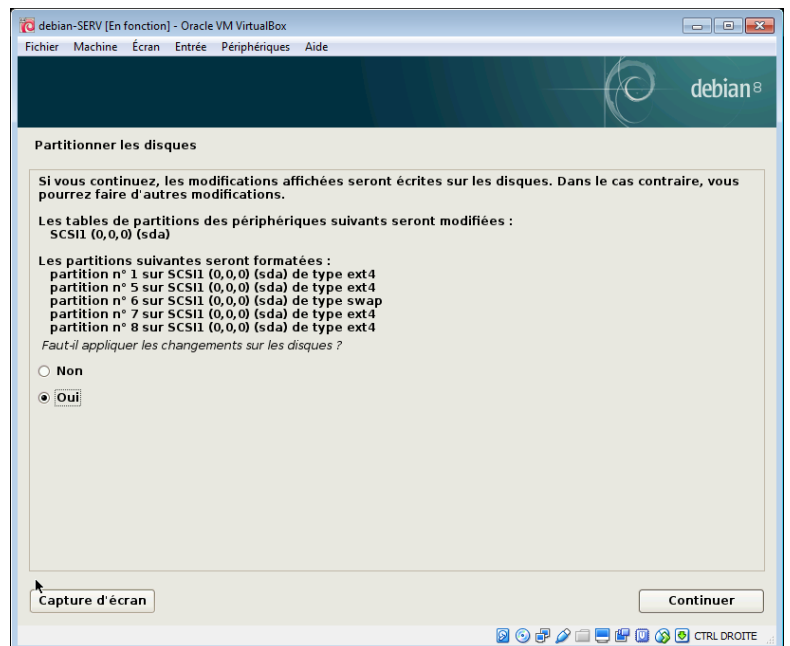 debian-SERV [En fonction] - Oracle VM VirtualBox
Fichier Machine Écran Entrée Périphériques Aide
debian 8
Partitionner les disques
Si vous continuez, les modifications affichées seront écrites sur les disques. Dans le cas contraire, vous
pourrez faire d'autres modifications.
Les tables de partitions des périphériques suivants seront modifiées :
SCSI1 (0,0,0) (sda)
Les partitions suivantes seront formatées :
partition n° 1 sur SCSI1 (0,0,0) (sda) de type ext4
partition n° 5 sur SCSI1 (0,0,0) (sda) de type ext4
partition n° 6 sur SCSI1 (0,0,0) (sda) de type swap
partition n° 7 sur SCSI1 (0,0,0) (sda) de type ext4
partition n° 8 sur SCSI1 (0,0,0) (sda) de type ext4
Faut-il appliquer les changements sur les disques ?
Non
Oui
Capture d'écran
Continuer
CTRL DROITE